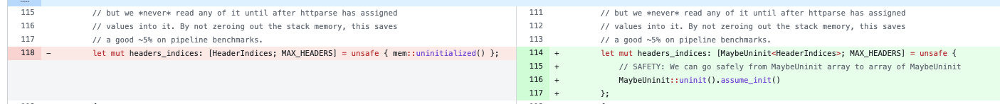 115 // but we *never* read any of it until after httparse has assigned
116 // values into it. By not zeroing out the stack memory, this saves
117 // a good ~5% on pipeline benchmarks.
118 − let mut headers_indices: [HeaderIndices; MAX_HEADERS] = unsafe { mem::uninitialized() };
111 // but we *never* read any of it until after httparse has assigned
112 // values into it. By not zeroing out the stack memory, this saves
113 // a good ~5% on pipeline benchmarks.
114 + let mut headers_indices: [MaybeUninit<HeaderIndices>; MAX_HEADERS] = unsafe {
115 + // SAFETY: We can go safely from MaybeUninit array to array of MaybeUninit
116 + MaybeUninit::uninit().assume_init()
117 + };